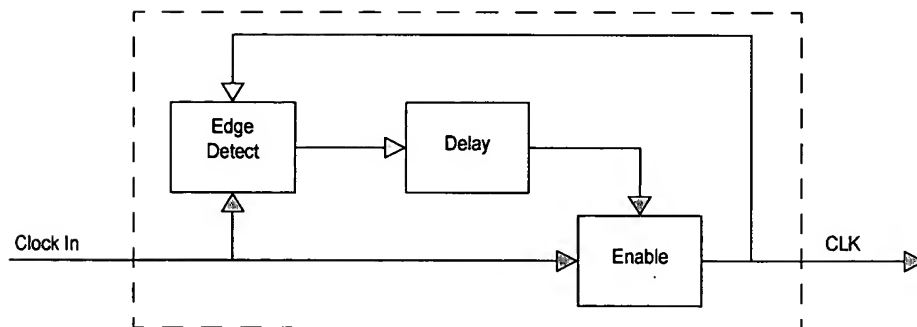 Edge
Detect
Delay
Clock In
Enable
CLK